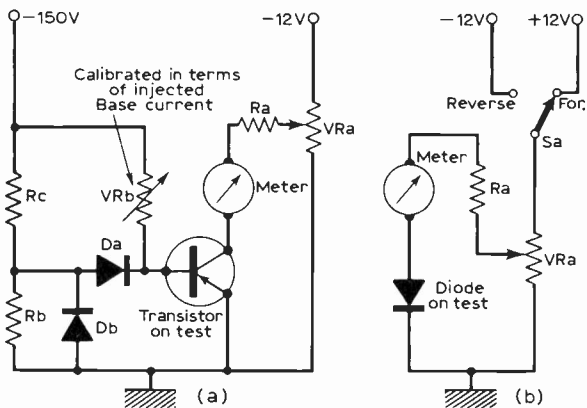 -150V
-12V
Calibrated in terms
of injected
Base current
Ra
VRa
Meter
Rc
VRb
Da
Rb
Db
Transistor
on test
(a)
-12V
+12V
Reverse
For.
Sa
Meter
Ra
VRa
Diode
on test
(b)